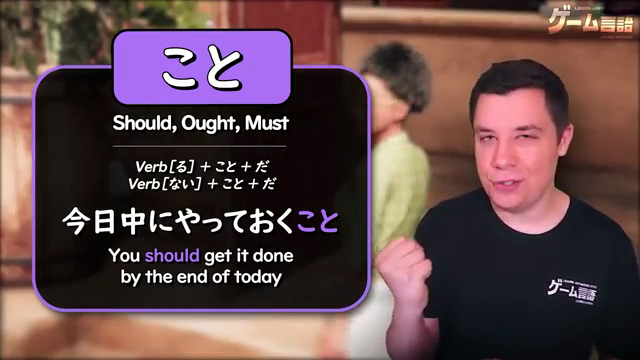 こと
Should, Ought, Must
Verb[る] + こと + だ
Verb[ない] + こと + だ
今日中にやっておくこと
You should get it done
by the end of today
ゲーム言語
ゲーム言語